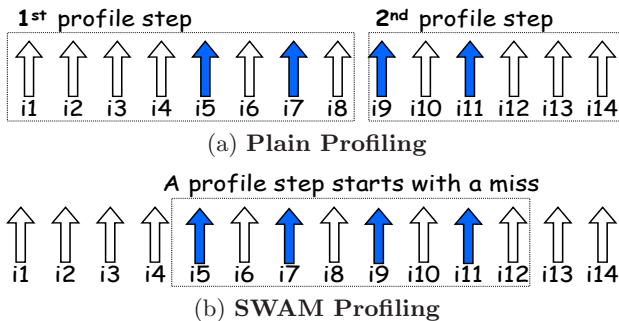 1st profile step 2nd profile step
i1 i2 i3 i4 i5 i6 i7 i8 i9 i10 i11 i12 i13 i14
(a) Plain Profiling
A profile step starts with a miss
i1 i2 i3 i4 i5 i6 i7 i8 i9 i10 i11 i12 i13 i14
(b) SWAM Profiling